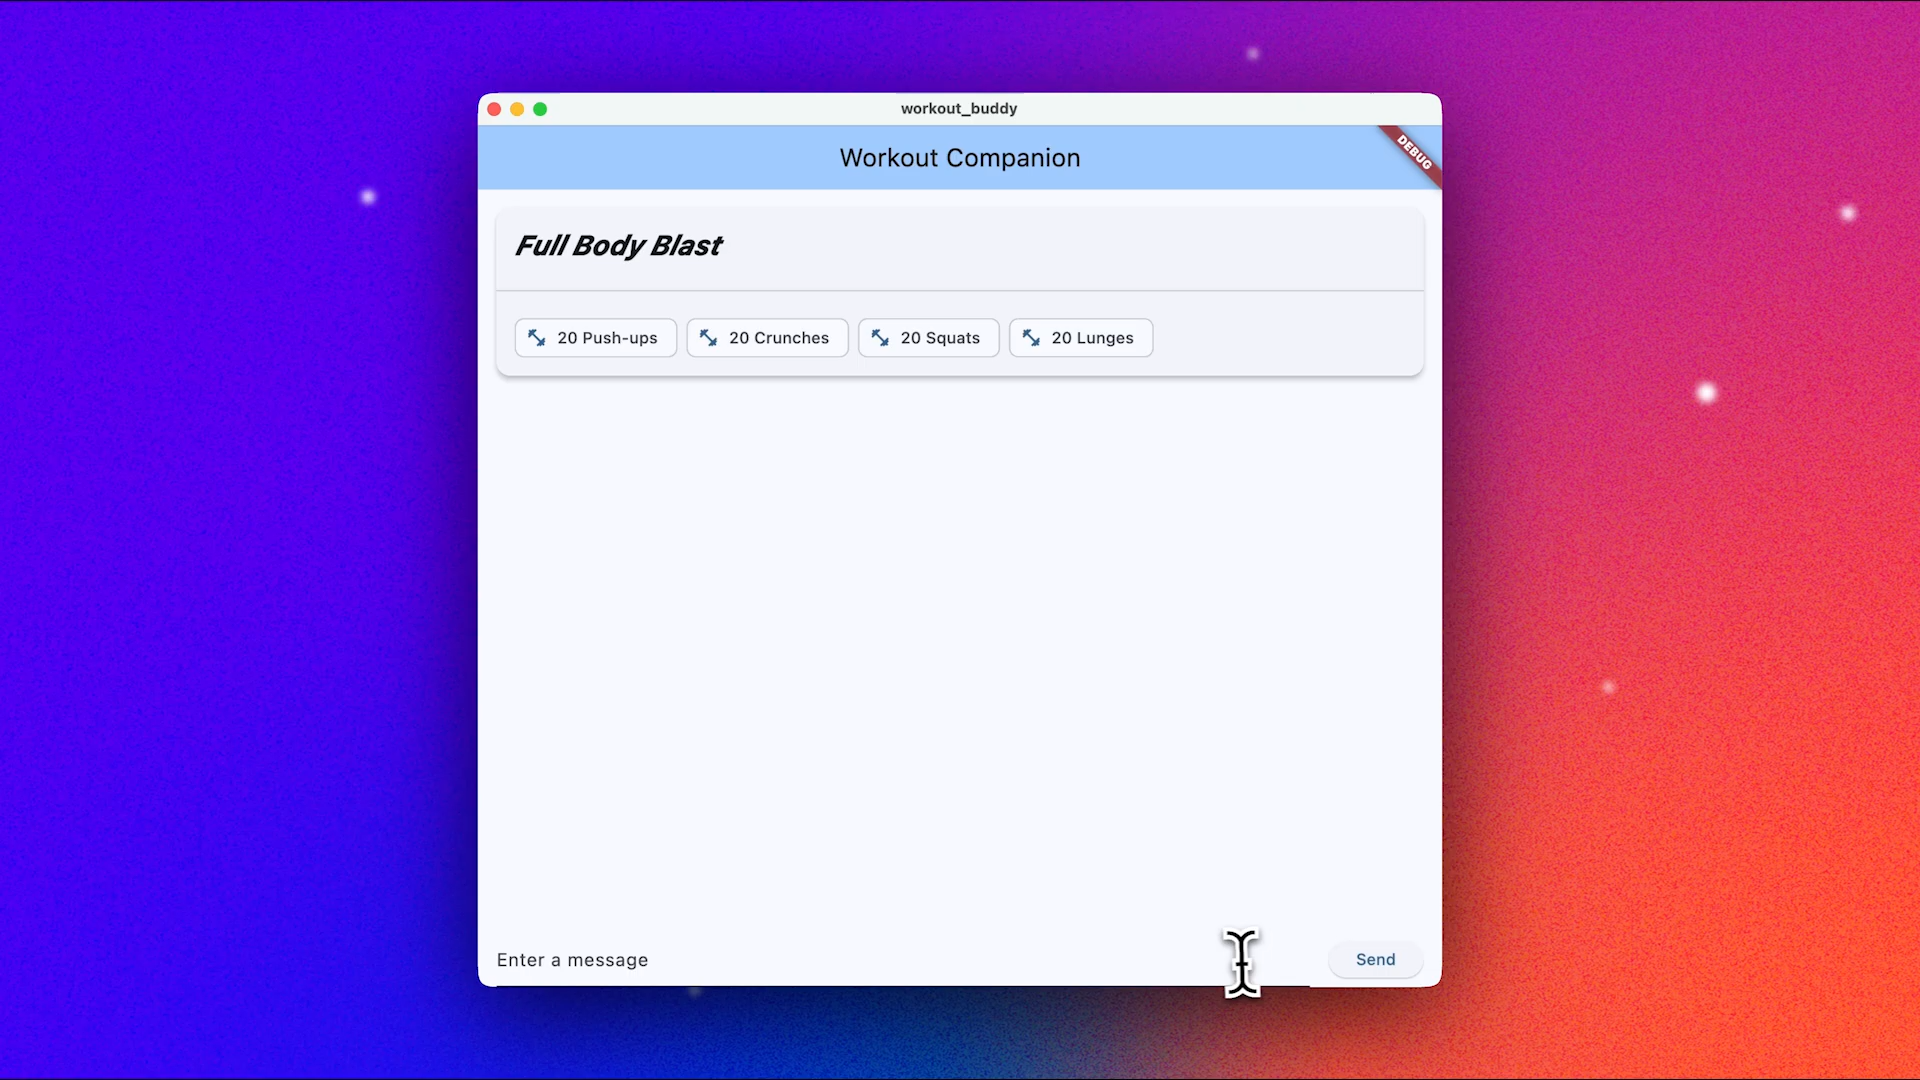 workout_buddy
Workout Companion
DEBUG
Full Body Blast
20 Push-ups
20 Crunches
20 Squats
20 Lunges
Enter a message
Send